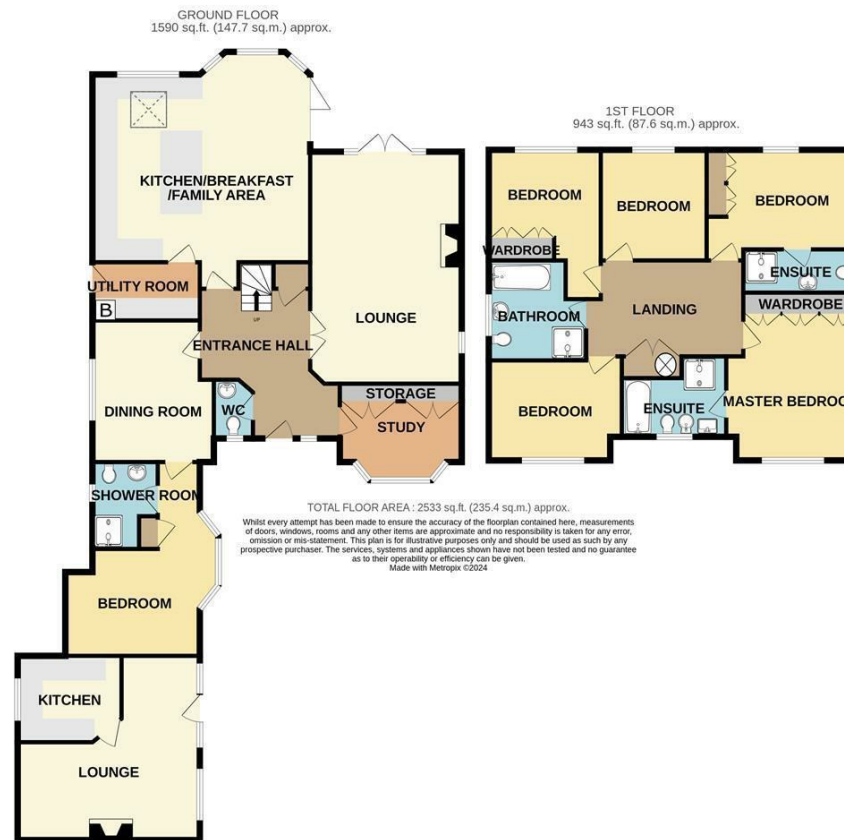 GROUND FLOOR
1590 sq.ft. (147.7 sq.m.) approx.
KITCHEN/BREAKFAST
/FAMILY AREA
UTILITY ROOM
B
UP
ENTRANCE HALL
LOUNGE
DINING ROOM
WC
STORAGE
STUDY
SHOWER ROOM
BEDROOM
KITCHEN
LOUNGE
1ST FLOOR
943 sq.ft. (87.6 sq.m.) approx.
BEDROOM
BEDROOM
BEDROOM
WARDROBE
ENSUITE
BATHROOM
LANDING
WARDROBE
BEDROOM
ENSUITE
MASTER BEDROO
TOTAL FLOOR AREA : 2533 sq.ft. (235.4 sq.m.) approx.
Whilst every attempt has been made to ensure the accuracy of the floorplan contained here, measurements
of doors, windows, rooms and any other items are approximate and no responsibility is taken for any error,
omission or mis-statement. This plan is for illustrative purposes only and should be used as such by any
prospective purchaser. The services, systems and appliances shown have not been tested and no guarantee
as to their operability or efficiency can be given.
Made with Metropix ©2024